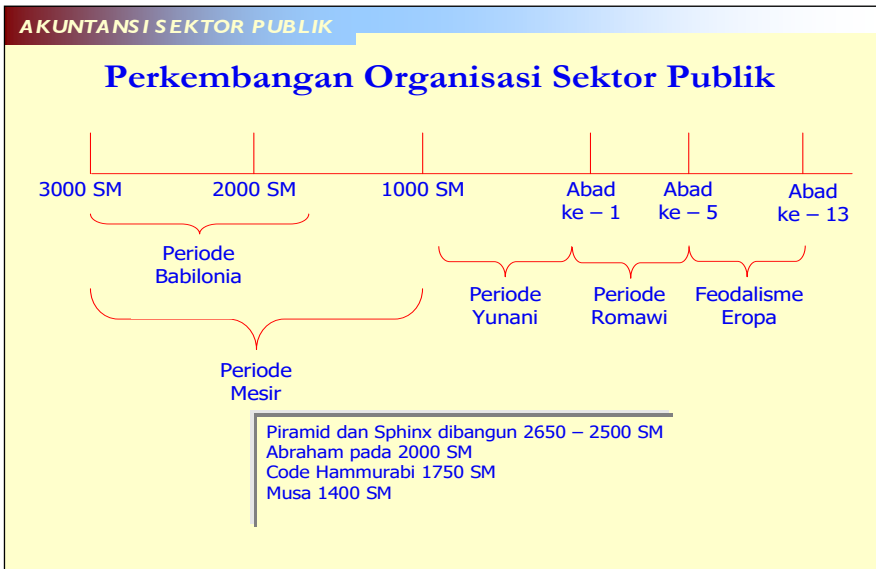 AKUNTANSI SEKTOR PUBLIK
Perkembangan Organisasi Sektor Publik
3000 SM
2000 SM
1000 SM
Abad
ke – 1
Abad
ke – 5
Abad
ke – 13
Periode
Babilonia
Periode
Yunani
Periode
Romawi
Feodalisme
Eropa
Periode
Mesir
Piramid dan Sphinx dibangun 2650 – 2500 SM
Abraham pada 2000 SM
Code Hammurabi 1750 SM
Musa 1400 SM